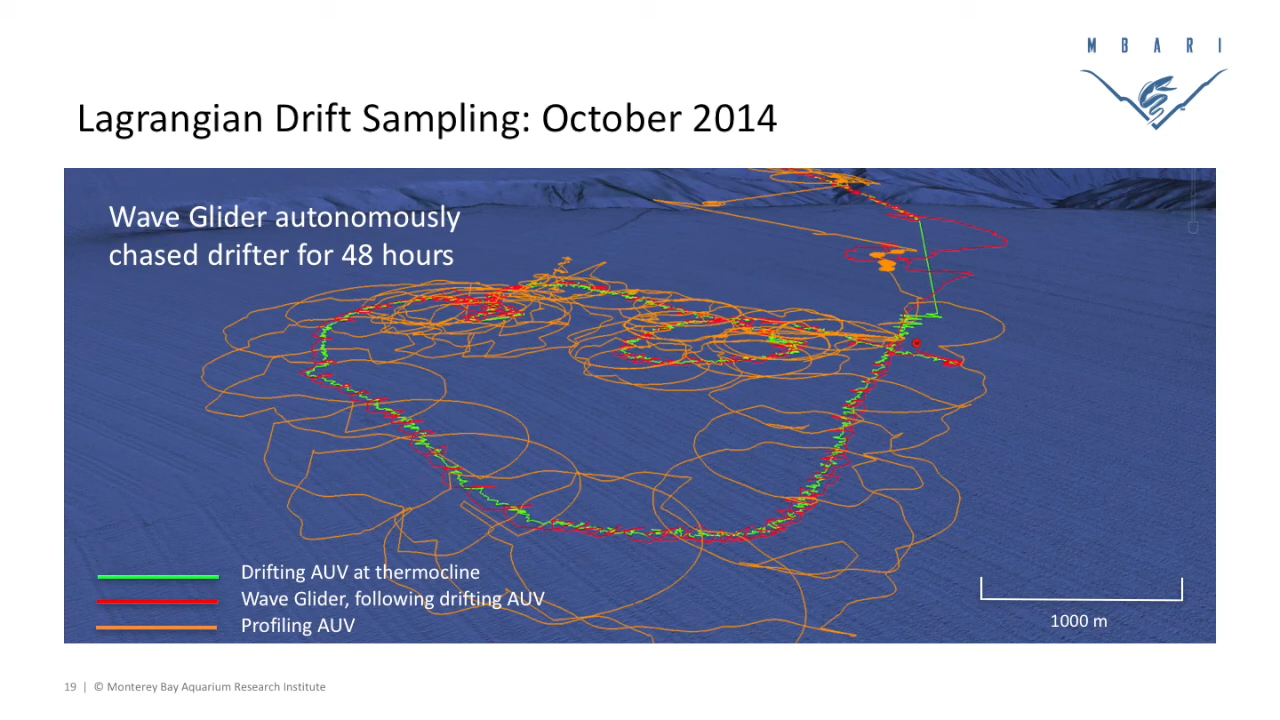 M B A R I
Lagrangian Drift Sampling: October 2014
Wave Glider autonomously
chased drifter for 48 hours
Drifting AUV at thermocline
Wave Glider, following drifting AUV
Profiling AUV
1000 m
19 | © Monterey Bay Aquarium Research Institute